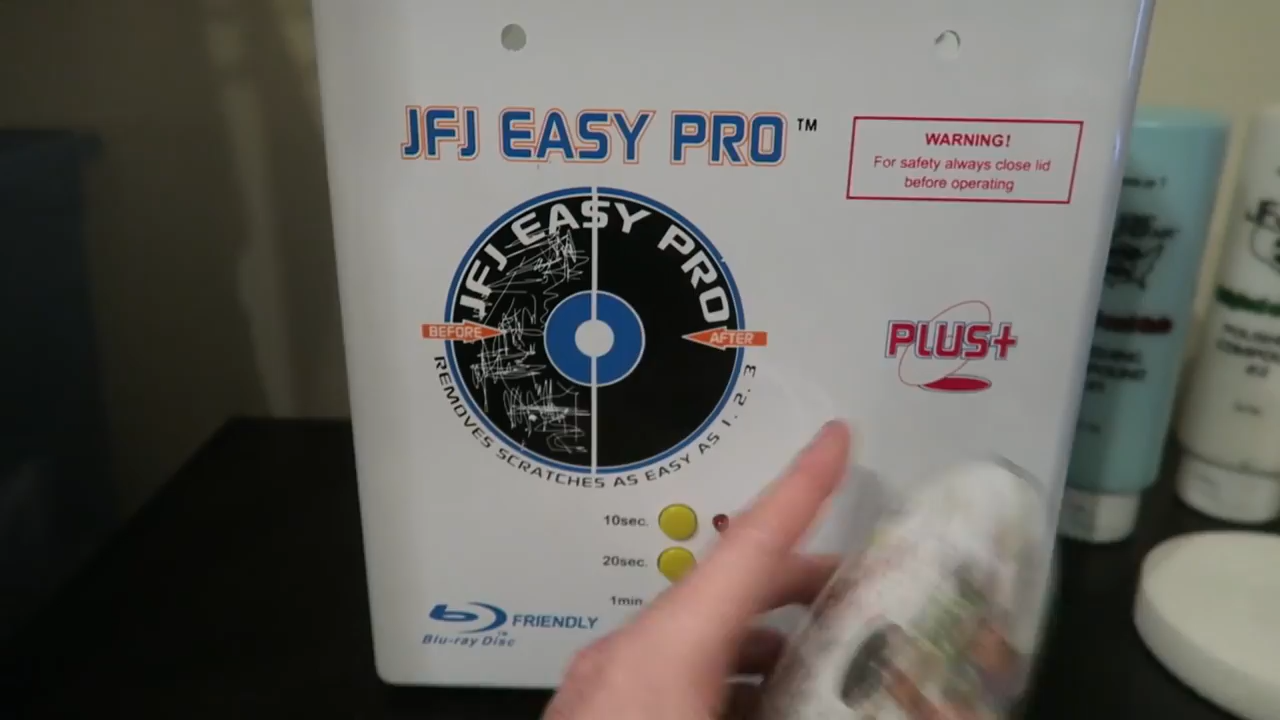 JFJ EASY PRO™
WARNING!
For safety always close lid
before operating
JFJ EASY PRO
BEFORE
AFTER
REMOVES SCRATCHES AS EASY AS 1, 2, 3
PLUS+
10sec.
20sec.
1min
FRIENDLY
Blu-ray Disc™